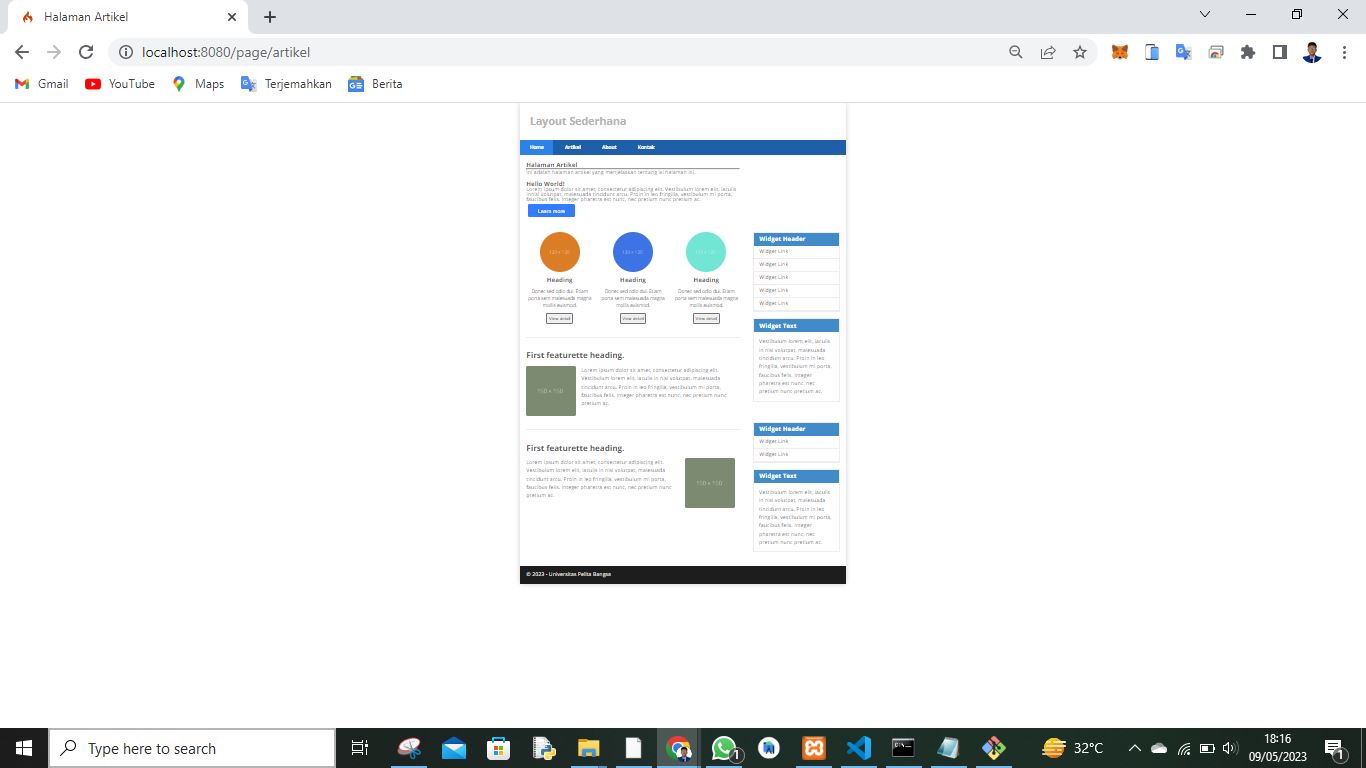 Halaman Artikel
localhost:8080/page/artikel
Gmail
YouTube
Maps
Terjemahkan
Berita
Layout Sederhana
Home
Artikel
About
Kontak
Halaman Artikel
ini adalah halaman artikel yang menjelaskan tentang isi halaman ini.
Hello World!
Lorem ipsum dolor sit amet, consectetur adipiscing elit. Vestibulum lorem elit, iaculis
innisl volutpat, malesuada tincidunt arcu. Proin in leo fringilla, vestibulum mi porta,
faucibus felis. Integer pharetra est nunc, nec pretium nunc pretium ac.
Learn more
120 x 120
120 x 120
120 x 120
Heading
Heading
Heading
Donec sed odio dui. Etiam
porta sem malesuada magna
mollis euismod.
Donec sed odio dui. Etiam
porta sem malesuada magna
mollis euismod.
Donec sed odio dui. Etiam
porta sem malesuada magna
mollis euismod.
View detail
View detail
View detail
First featurette heading.
150 x 150
Lorem ipsum dolor sit amet, consectetur adipiscing elit.
Vestibulum lorem elit, iaculis in nisl volutpat, malesuada
tincidunt arcu. Proin in leo fringilla, vestibulum mi porta,
faucibus felis. Integer pharetra est nunc, nec pretium nunc
pretium ac.
First featurette heading.
Lorem ipsum dolor sit amet, consectetur adipiscing elit.
Vestibulum lorem elit, iaculis in nisl volutpat, malesuada
tincidunt arcu. Proin in leo fringilla, vestibulum mi porta,
faucibus felis. Integer pharetra est nunc, nec pretium nunc
pretium ac.
150 x 150
Widget Header
Widget Link
Widget Link
Widget Link
Widget Link
Widget Link
Widget Text
Vestibulum lorem elit, iaculis
in nisl volutpat, malesuada
tincidunt arcu. Proin in leo
fringilla, vestibulum mi porta,
faucibus felis. Integer
pharetra est nunc, nec
pretium nunc pretium ac.
Widget Header
Widget Link
Widget Link
Widget Text
Vestibulum lorem elit, iaculis
in nisl volutpat, malesuada
tincidunt arcu. Proin in leo
fringilla, vestibulum mi porta,
faucibus felis. Integer
pharetra est nunc, nec
pretium nunc pretium ac.
© 2023 - Universitas Pelita Bangsa
Type here to search
1
32°C
18:16
09/05/2023
1